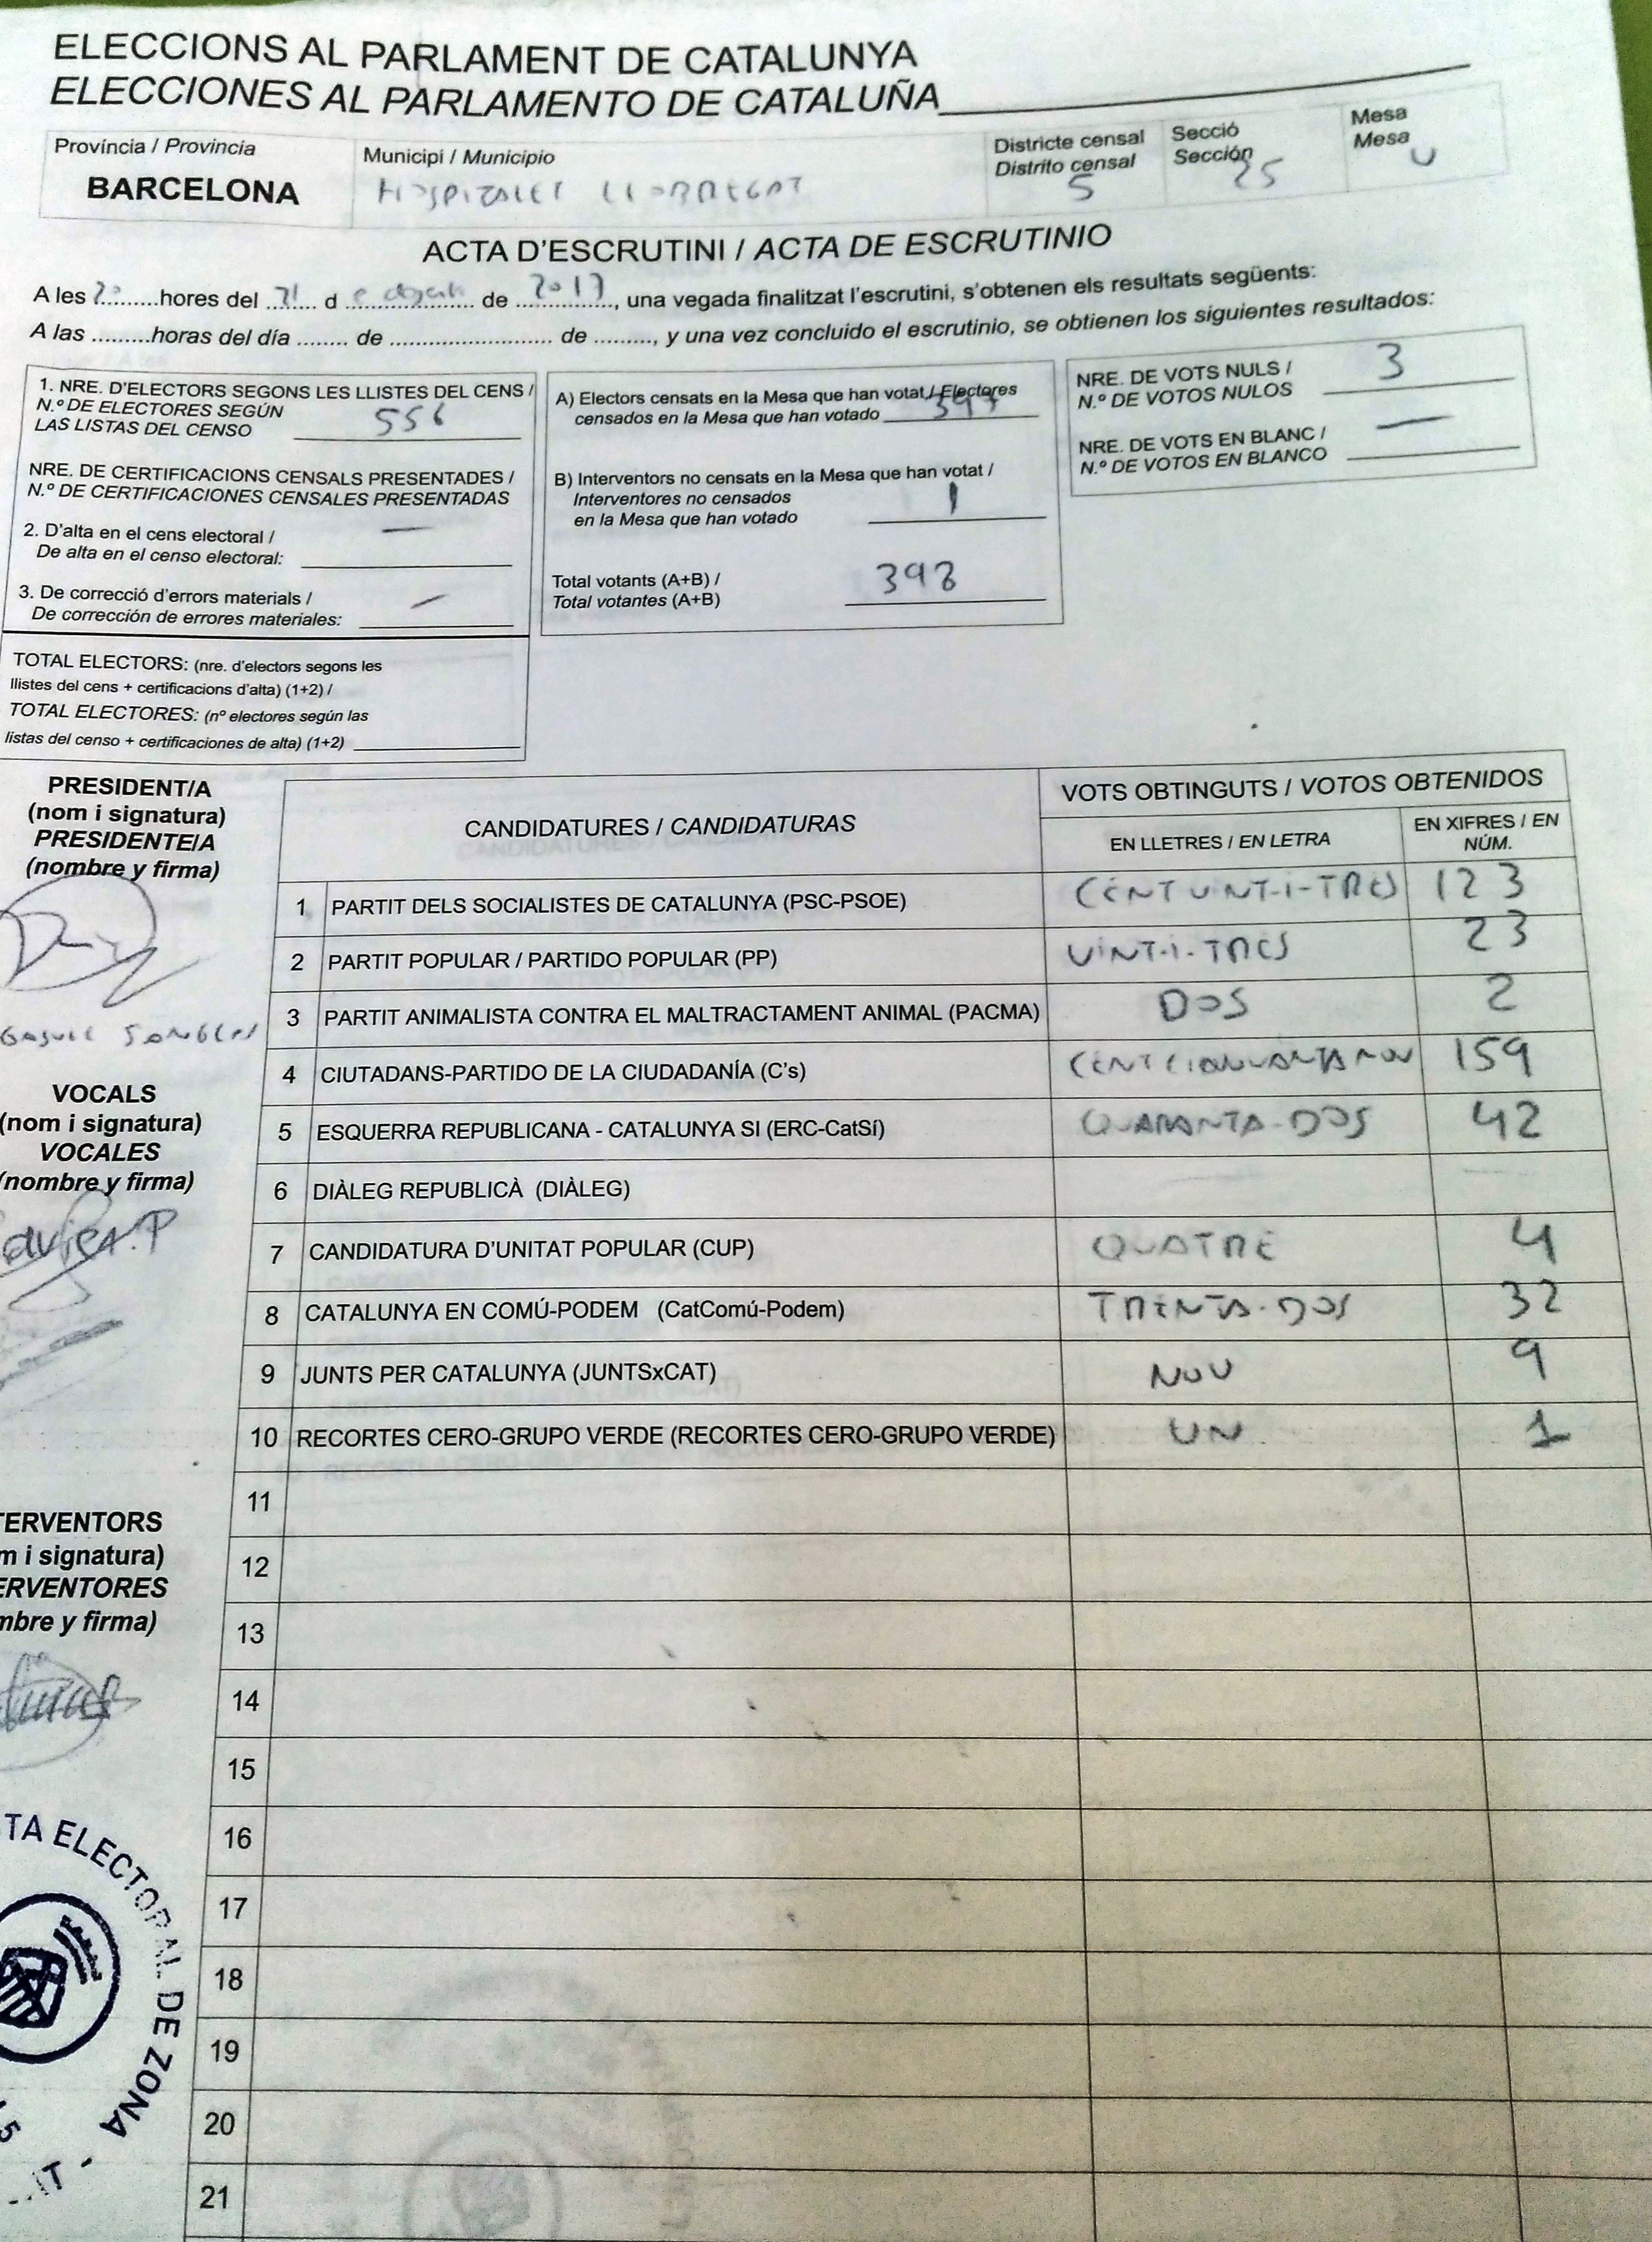 ELECCIONS AL PARLAMENT DE CATALUNYA
ELECCIONES AL PARLAMENTO DE CATALUÑA
Província / Provincia
BARCELONA
Municipi / Municipio
HOSPITALET LLOBREGAT
Districte censal
Distrito censal
5
Secció
Sección
25
Mesa
Mesa
U
ACTA D'ESCRUTINI / ACTA DE ESCRUTINIO
A les 20 hores del 21 d de 2017, una vegada finalitzat l'escrutini, s'obtenen els resultats següents:
A las .........horas del día ........ de .......................... de ........., y una vez concluido el escrutinio, se obtienen los siguientes resultados:
1. NRE. D'ELECTORS SEGONS LES LLISTES DEL CENS /
N.º DE ELECTORES SEGÚN
LAS LISTAS DEL CENSO 556
NRE. DE CERTIFICACIONS CENSALS PRESENTADES /
N.º DE CERTIFICACIONES CENSALES PRESENTADAS
2. D'alta en el cens electoral /
De alta en el censo electoral: —
3. De correcció d'errors materials /
De corrección de errores materiales: —
TOTAL ELECTORS: (nre. d'electors segons les
llistes del cens + certificacions d'alta) (1+2) /
TOTAL ELECTORES: (nº electores según las
listas del censo + certificaciones de alta) (1+2)
A) Electors censats en la Mesa que han votat / Electores
censados en la Mesa que han votado 397
B) Interventors no censats en la Mesa que han votat /
Interventores no censados
en la Mesa que han votado 1
Total votants (A+B) /
Total votantes (A+B) 398
NRE. DE VOTS NULS /
N.º DE VOTOS NULOS 3
NRE. DE VOTS EN BLANC /
N.º DE VOTOS EN BLANCO —
PRESIDENT/A
(nom i signatura)
PRESIDENTE/A
(nombre y firma)
VOCALS
(nom i signatura)
VOCALES
(nombre y firma)
TERVENTORS
m i signatura)
ERVENTORES
mbre y firma)
TA ELECTORAL DE ZONA
CANDIDATURES / CANDIDATURAS
VOTS OBTINGUTS / VOTOS OBTENIDOS
EN LLETRES / EN LETRA
EN XIFRES / EN NÚM.
1 PARTIT DELS SOCIALISTES DE CATALUNYA (PSC-PSOE) CENT VINT-I-TRES 123
2 PARTIT POPULAR / PARTIDO POPULAR (PP) VINT-I-TRES 23
3 PARTIT ANIMALISTA CONTRA EL MALTRACTAMENT ANIMAL (PACMA) DOS 2
4 CIUTADANS-PARTIDO DE LA CIUDADANÍA (C's) CENT NOU 159
5 ESQUERRA REPUBLICANA - CATALUNYA SI (ERC-CatSí) QUARANTA-DOS 42
6 DIÀLEG REPUBLICÀ (DIÀLEG)
7 CANDIDATURA D'UNITAT POPULAR (CUP) QUATRE 4
8 CATALUNYA EN COMÚ-PODEM (CatComú-Podem) TRENTA-DOS 32
9 JUNTS PER CATALUNYA (JUNTSxCAT) NOU 9
10 RECORTES CERO-GRUPO VERDE (RECORTES CERO-GRUPO VERDE) UN 1
11
12
13
14
15
16
17
18
19
20
21